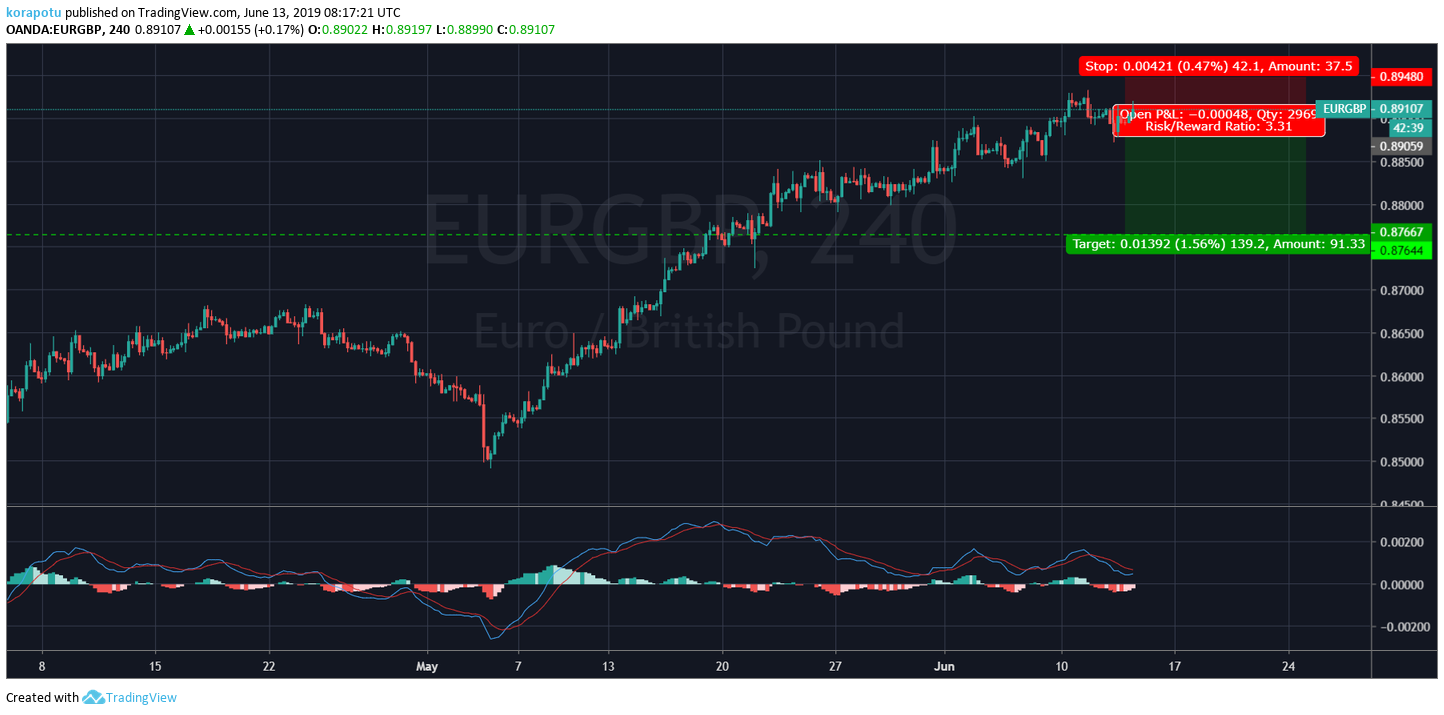 korapotu published on TradingView.com, June 13, 2019 08:17:21 UTC
OANDA:EURGBP, 240 0.89107 ▲ +0.00155 (+0.17%) O:0.89022 H:0.89197 L:0.88990 C:0.89107
Stop: 0.00421 (0.47%) 42.1, Amount: 37.5
0.89480
Open P&L: −0.00048, Qty: 2969
Risk/Reward Ratio: 3.31
EURGBP
0.89107
42:39
0.89059
0.88500
0.88000
EURGBP, 240
Euro / British Pound
0.87667
Target: 0.01392 (1.56%) 139.2, Amount: 91.33
0.87644
0.87000
0.86500
0.86000
0.85500
0.85000
0.84500
0.00200
0.00000
−0.00200
8 15 22 May 7 13 20 27 Jun 10 17 24
Created with TradingView